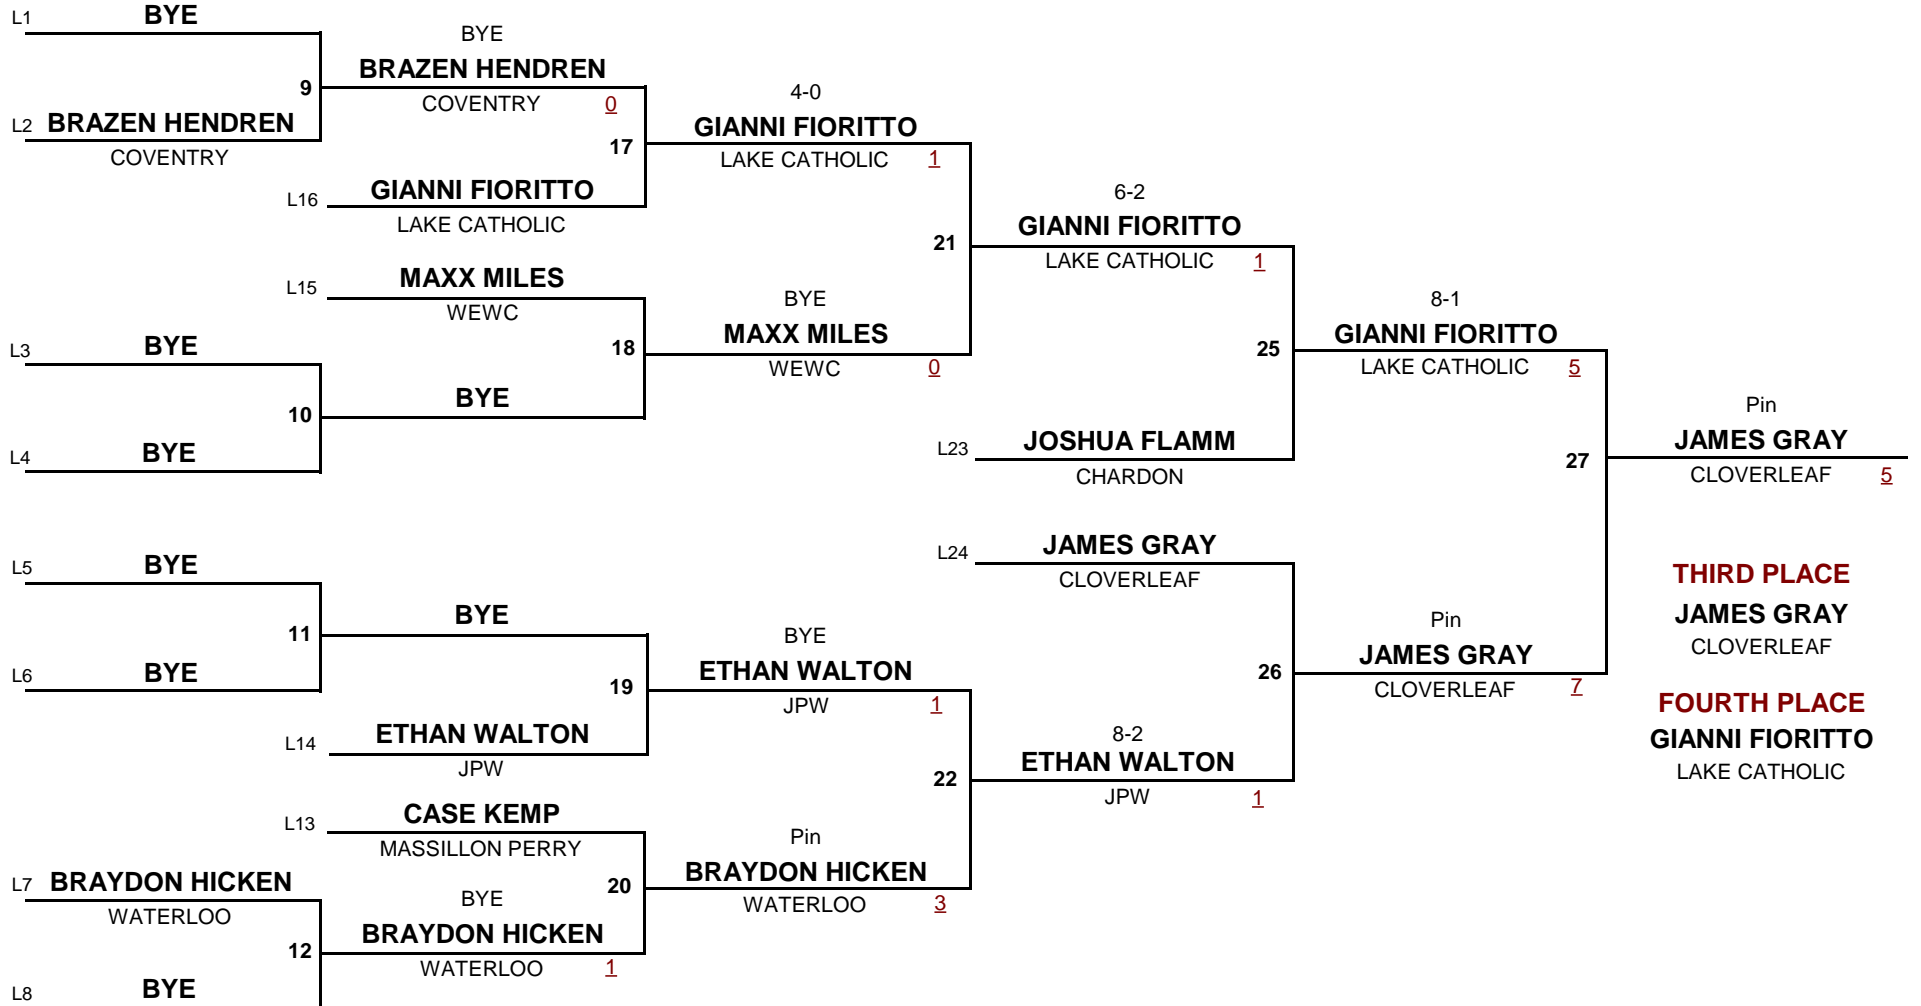 L1 BYE
BYE
BRAZEN HENDREN
9
COVENTRY 0
L2 BRAZEN HENDREN
COVENTRY
4-0
GIANNI FIORITTO
17
LAKE CATHOLIC 1
L16 GIANNI FIORITTO
LAKE CATHOLIC
6-2
GIANNI FIORITTO
21
LAKE CATHOLIC 1
L15 MAXX MILES
WEWC
BYE
MAXX MILES
18
WEWC 0
L3 BYE
10
BYE
L4 BYE
8-1
GIANNI FIORITTO
25
LAKE CATHOLIC 5
L23 JOSHUA FLAMM
CHARDON
Pin
JAMES GRAY
27
CLOVERLEAF 5
L24 JAMES GRAY
CLOVERLEAF
L5 BYE
11
BYE
L6 BYE
BYE
ETHAN WALTON
19
JPW 1
L14 ETHAN WALTON
JPW
Pin
JAMES GRAY
26
CLOVERLEAF 7
8-2
ETHAN WALTON
22
JPW 1
L13 CASE KEMP
MASSILLON PERRY
Pin
BRAYDON HICKEN
20
WATERLOO 3
L7 BRAYDON HICKEN
WATERLOO
BYE
BRAYDON HICKEN
12
WATERLOO 1
L8 BYE
THIRD PLACE
JAMES GRAY
CLOVERLEAF
FOURTH PLACE
GIANNI FIORITTO
LAKE CATHOLIC